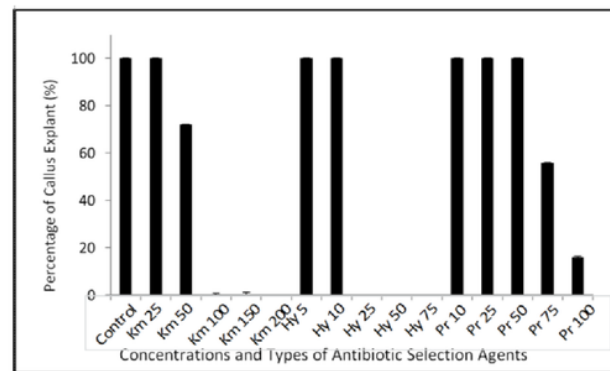 Percentage of Callus Explant (%)
100
80
60
40
20
0
Control
Km 25
Km 50
Km 100
Km 150
Km 200
Hy 5
Hy 10
Hy 25
Hy 50
Hy 75
Pr 10
Pr 25
Pr 50
Pr 75
Pr 100
Concentrations and Types of Antibiotic Selection Agents